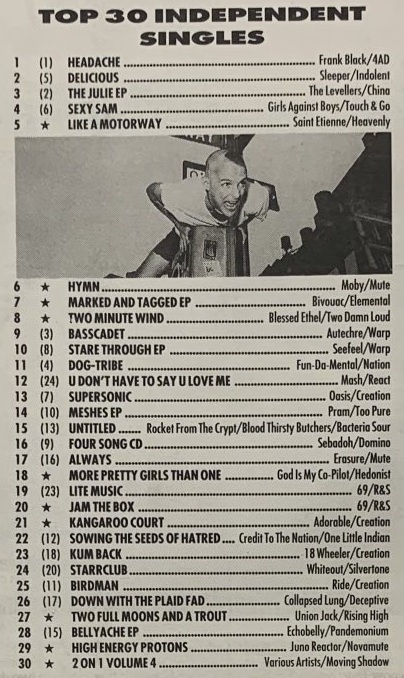 TOP 30 INDEPENDENT
SINGLES
1 (1) HEADACHE ........ Frank Black/4AD
2 (5) DELICIOUS ........ Sleeper/Indolent
3 (2) THE JULIE EP ........ The Levellers/China
4 (6) SEXY SAM ........ Girls Against Boys/Touch & Go
5 ★ LIKE A MOTORWAY ........ Saint Etienne/Heavenly
6 ★ HYMN ........ Moby/Mute
7 ★ MARKED AND TAGGED EP ........ Bivouac/Elemental
8 ★ TWO MINUTE WIND ........ Blessed Ethel/Two Damn Loud
9 (3) BASSCADET ........ Autechre/Warp
10 (8) STARE THROUGH EP ........ Seefeel/Warp
11 (4) DOG-TRIBE ........ Fun-Da-Mental/Nation
12 (24) U DON'T HAVE TO SAY U LOVE ME ........ Mash/React
13 (7) SUPERSONIC ........ Oasis/Creation
14 (10) MESHES EP ........ Pram/Too Pure
15 (13) UNTITLED ...... Rocket From The Crypt/Blood Thirsty Butchers/Bacteria Sour
16 (9) FOUR SONG CD ........ Sebadoh/Domino
17 (16) ALWAYS ........ Erasure/Mute
18 ★ MORE PRETTY GIRLS THAN ONE ........ God Is My Co-Pilot/Hedonist
19 (23) LITE MUSIC ........ 69/R&S
20 ★ JAM THE BOX ........ 69/R&S
21 ★ KANGAROO COURT ........ Adorable/Creation
22 (12) SOWING THE SEEDS OF HATRED .... Credit To The Nation/One Little Indian
23 (18) KUM BACK ........ 18 Wheeler/Creation
24 (20) STARRCLUB ........ Whiteout/Silvertone
25 (11) BIRDMAN ........ Ride/Creation
26 (17) DOWN WITH THE PLAID FAD ........ Collapsed Lung/Deceptive
27 ★ TWO FULL MOONS AND A TROUT ........ Union Jack/Rising High
28 (15) BELLYACHE EP ........ Echobelly/Pandemonium
29 ★ HIGH ENERGY PROTONS ........ Juno Reactor/Novamute
30 ★ 2 ON 1 VOLUME 4 ........ Various Artists/Moving Shadow